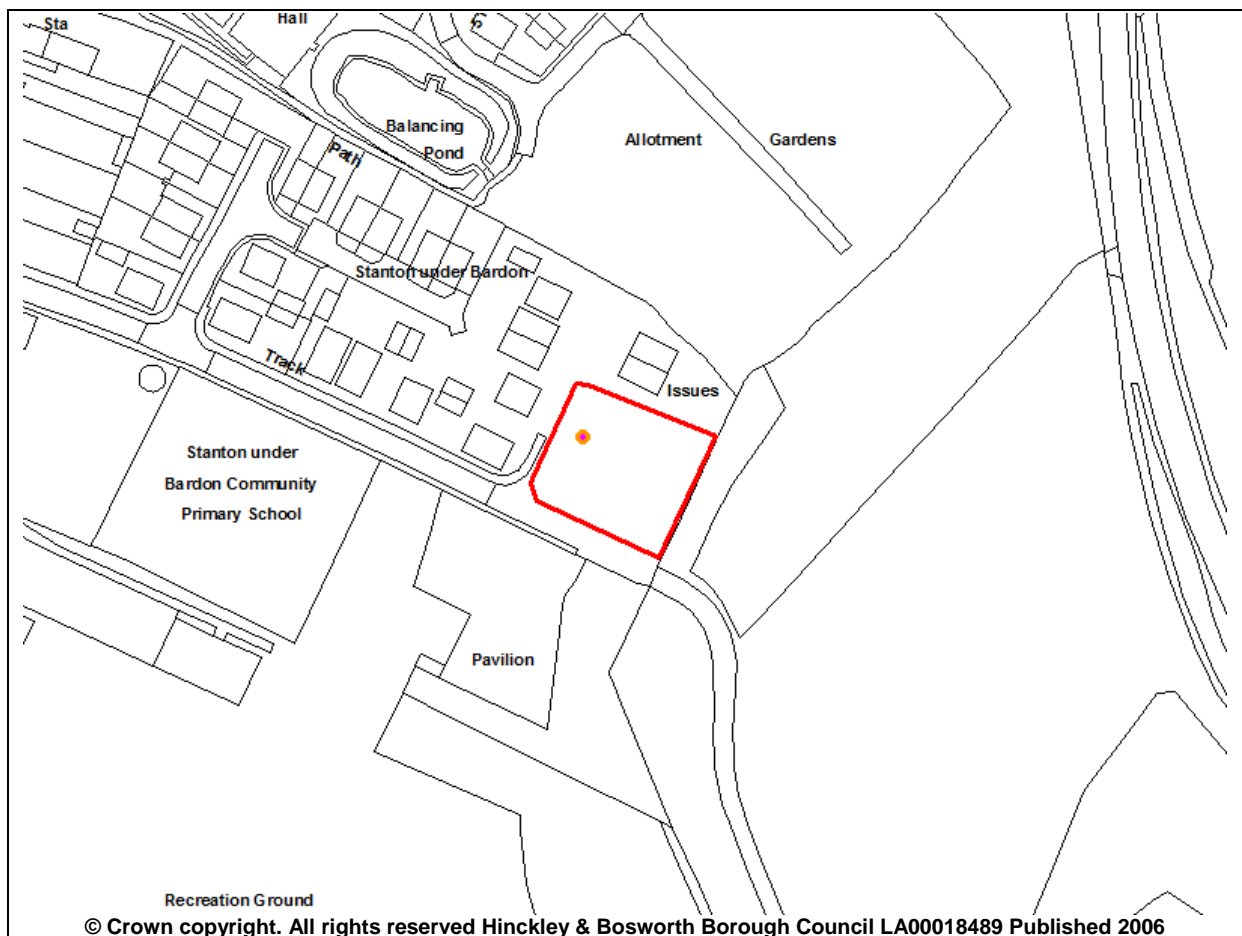 Hall
Sta
Balancing
Pond
Allotment Gardens
Path
Stanton under Bardon
Track
Issues
Stanton under
Bardon Community
Primary School
Pavilion
Recreation Ground
© Crown copyright. All rights reserved Hinckley & Bosworth Borough Council LA00018489 Published 2006